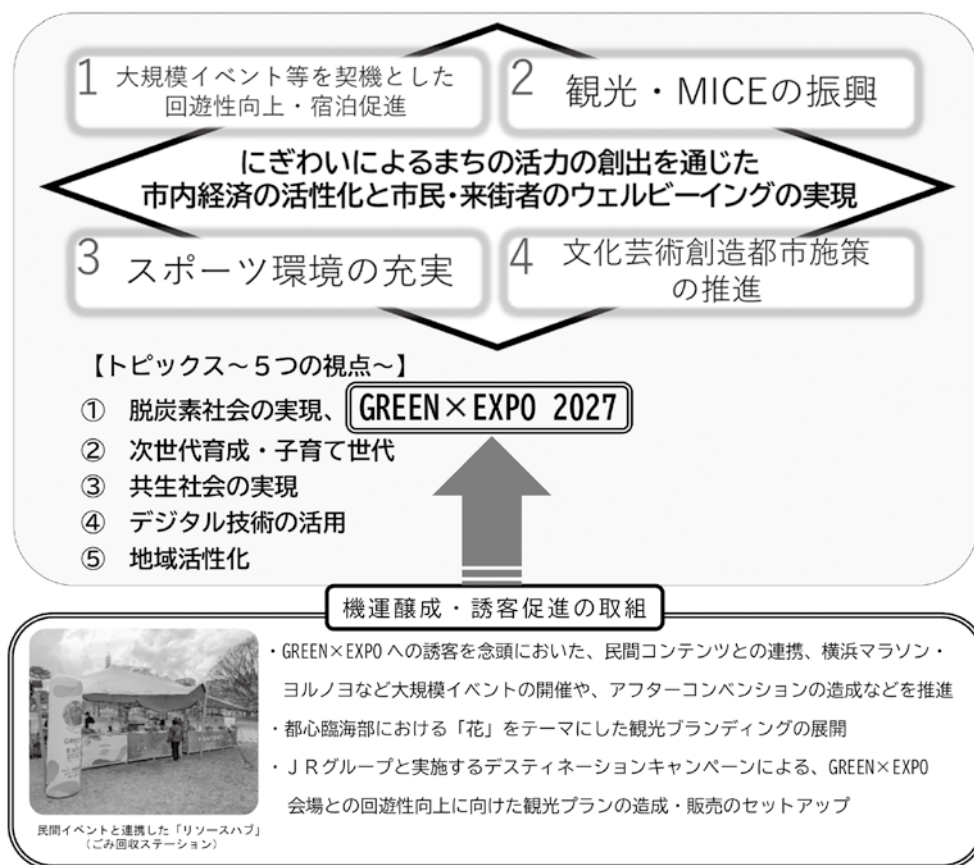 1 大規模イベント等を契機とした
回遊性向上・宿泊促進
2 観光・MICEの振興
にぎわいによるまちの活力の創出を通じた
市内経済の活性化と市民・来街者のウェルビーイングの実現
3 スポーツ環境の充実
4 文化芸術創造都市施策
の推進
【トピックス～５つの視点～】
① 脱炭素社会の実現、GREEN×EXPO 2027
② 次世代育成・子育て世代
③ 共生社会の実現
④ デジタル技術の活用
⑤ 地域活性化
機運醸成・誘客促進の取組
・GREEN×EXPO への誘客を念頭においた、民間コンテンツとの連携、横浜マラソン・
ヨルノヨなど大規模イベントの開催や、アフターコンベンションの造成などを推進
・都心臨海部における「花」をテーマにした観光ブランディングの展開
・ＪＲグループと実施するデスティネーションキャンペーンによる、GREEN×EXPO
会場との回遊性向上に向けた観光プランの造成・販売のセットアップ
民間イベントと連携した「リソースハブ」
（ごみ回収ステーション）